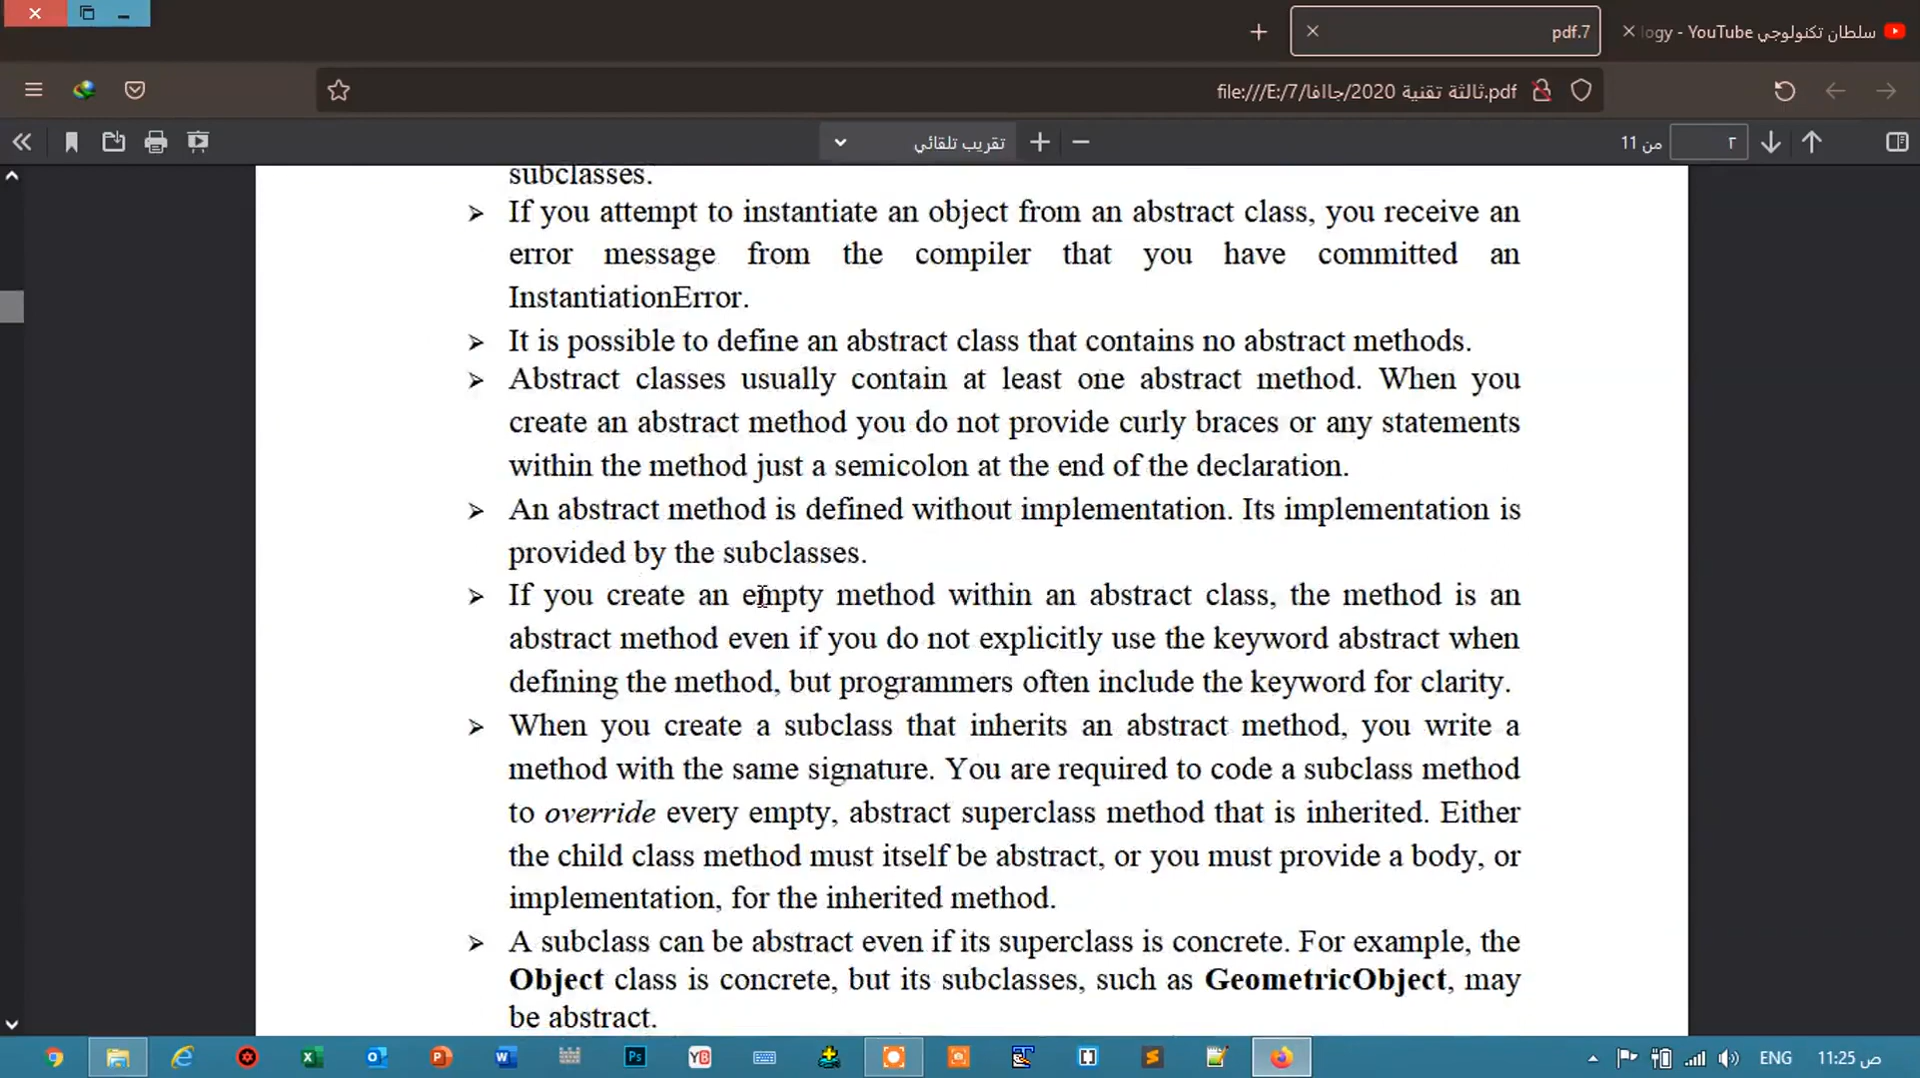 pdf.7
سلطان تكنولوجي logy - YouTube
file:///E:/7/جاافا/2020 ثالثة تقنية.pdf
تقريب تلقائي
٢
من 11
subclasses.
➢ If you attempt to instantiate an object from an abstract class, you receive an
error message from the compiler that you have committed an
InstantiationError.
➢ It is possible to define an abstract class that contains no abstract methods.
➢ Abstract classes usually contain at least one abstract method. When you
create an abstract method you do not provide curly braces or any statements
within the method just a semicolon at the end of the declaration.
➢ An abstract method is defined without implementation. Its implementation is
provided by the subclasses.
➢ If you create an empty method within an abstract class, the method is an
abstract method even if you do not explicitly use the keyword abstract when
defining the method, but programmers often include the keyword for clarity.
➢ When you create a subclass that inherits an abstract method, you write a
method with the same signature. You are required to code a subclass method
to override every empty, abstract superclass method that is inherited. Either
the child class method must itself be abstract, or you must provide a body, or
implementation, for the inherited method.
➢ A subclass can be abstract even if its superclass is concrete. For example, the
Object class is concrete, but its subclasses, such as GeometricObject, may
be abstract.
Ps
YB
ENG
11:25 ص